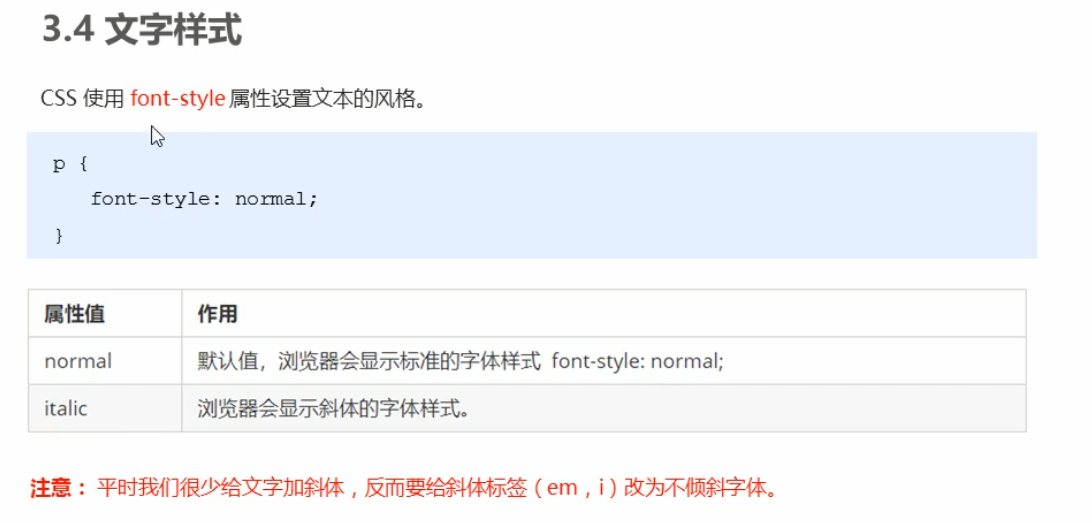 3.4 文字样式
CSS 使用 font-style 属性设置文本的风格。
p {
font-style: normal;
}
属性值 作用
normal 默认值，浏览器会显示标准的字体样式 font-style: normal;
italic 浏览器会显示斜体的字体样式。
注意： 平时我们很少给文字加斜体，反而要给斜体标签（em，i）改为不倾斜字体。